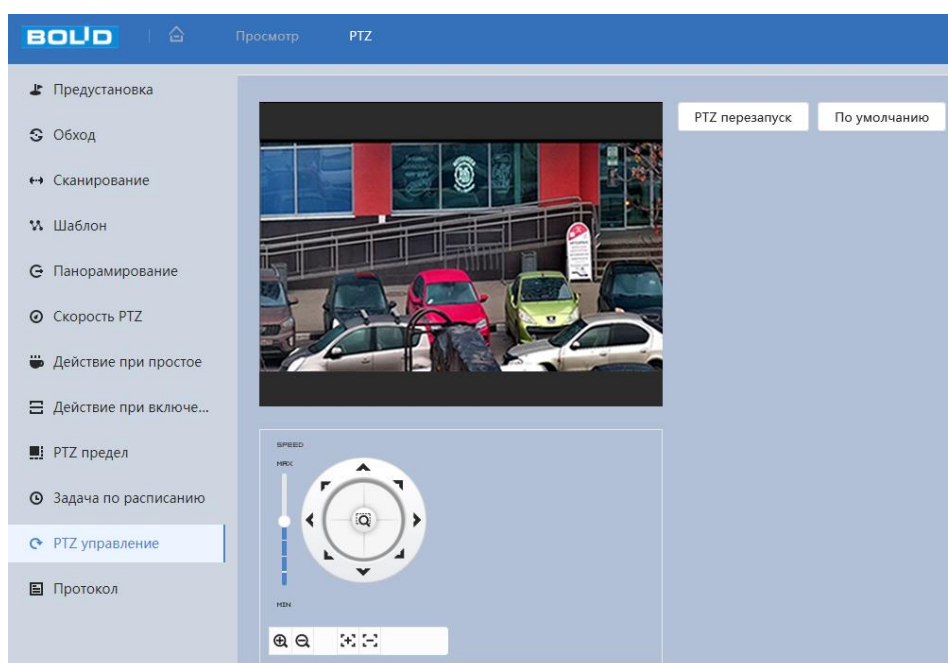 BOLID
Просмотр PTZ
Предустановка
Обход
Сканирование
Шаблон
Панорамирование
Скорость PTZ
Действие при простое
Действие при включе...
PTZ предел
Задача по расписанию
PTZ управление
Протокол
PTZ перезапуск По умолчанию
SPEED
MAX
MIN